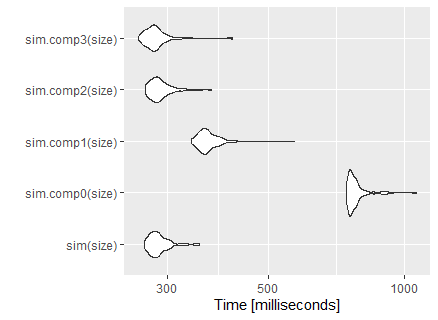 sim.comp3(size)
sim.comp2(size)
sim.comp1(size)
sim.comp0(size)
sim(size)
300 500 1000
Time [milliseconds]